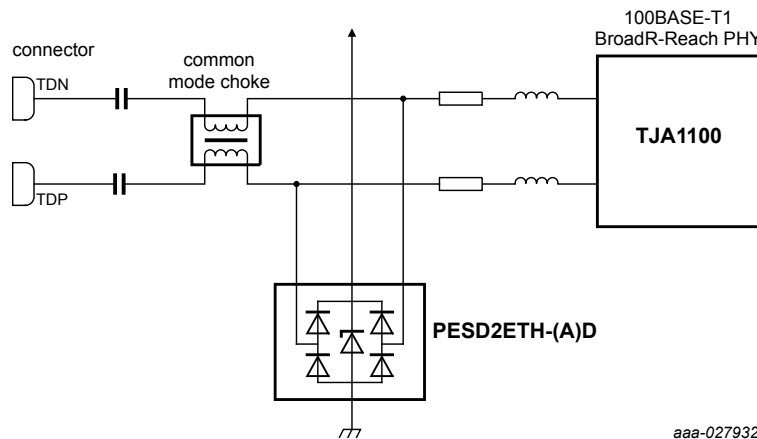 100BASE-T1
BroadR-Reach PHY
connector
common
mode choke
TDN
TJA1100
TDP
PESD2ETH-(A)D
aaa-027932